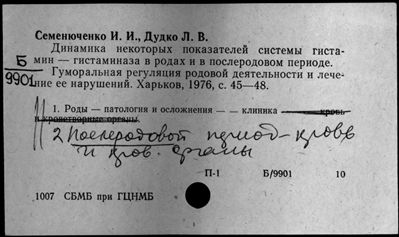 Семенюченко И. И., Дудко Л. В.
Динамика некоторых показателей системы гиста-
Б мин — гистаминаза в родах и в послеродовом периоде.
9901 Гуморальная регуляция родовой деятельности и лече-
ние ее нарушений. Харьков, 1976, с. 45—48.
1. Роды — патология и осложнения — — клиника — кровь
и кроветворные органы
2 Послеродовой период – кровь
и кров. органы
П-1 Б/9901 10
1007 СБМБ при ГЦНМБ